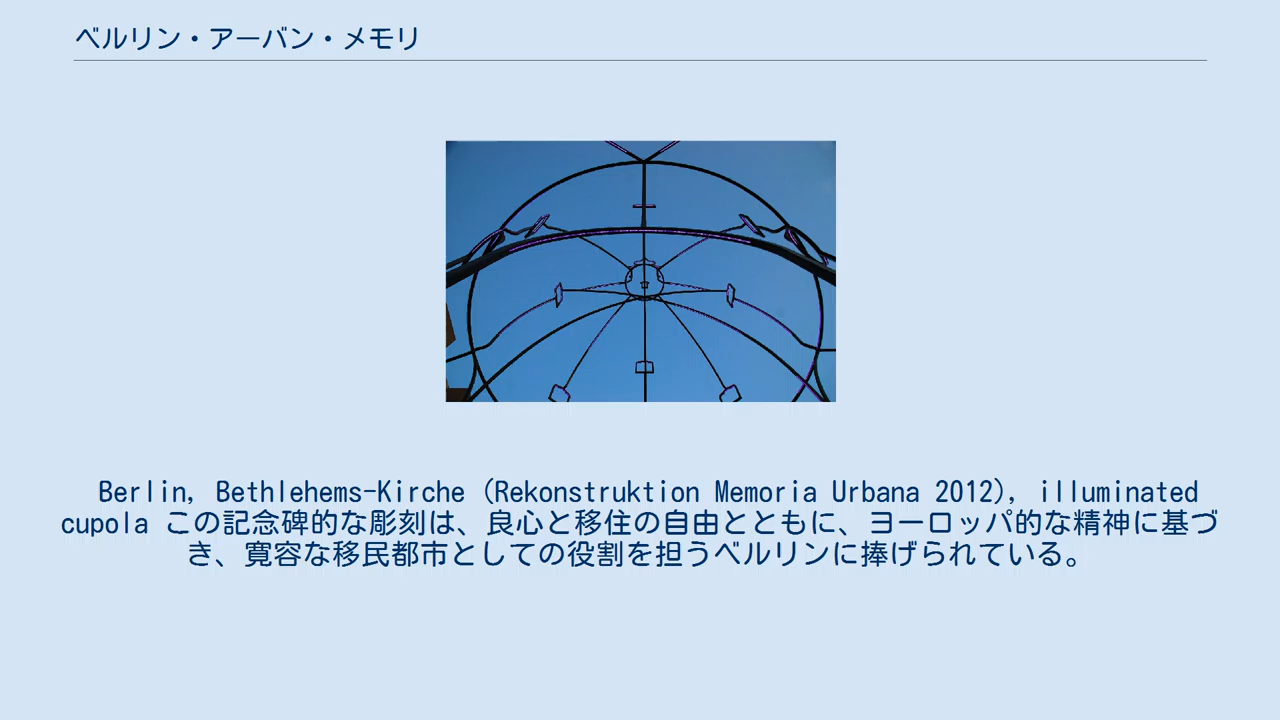 ベルリン・アーバン・メモリ
Berlin, Bethlehems-Kirche (Rekonstruktion Memoria Urbana 2012), illuminated
cupola この記念碑的な彫刻は、良心と移住の自由とともに、ヨーロッパ的な精神に基づ
き、寛容な移民都市としての役割を担うベルリンに捧げられている。